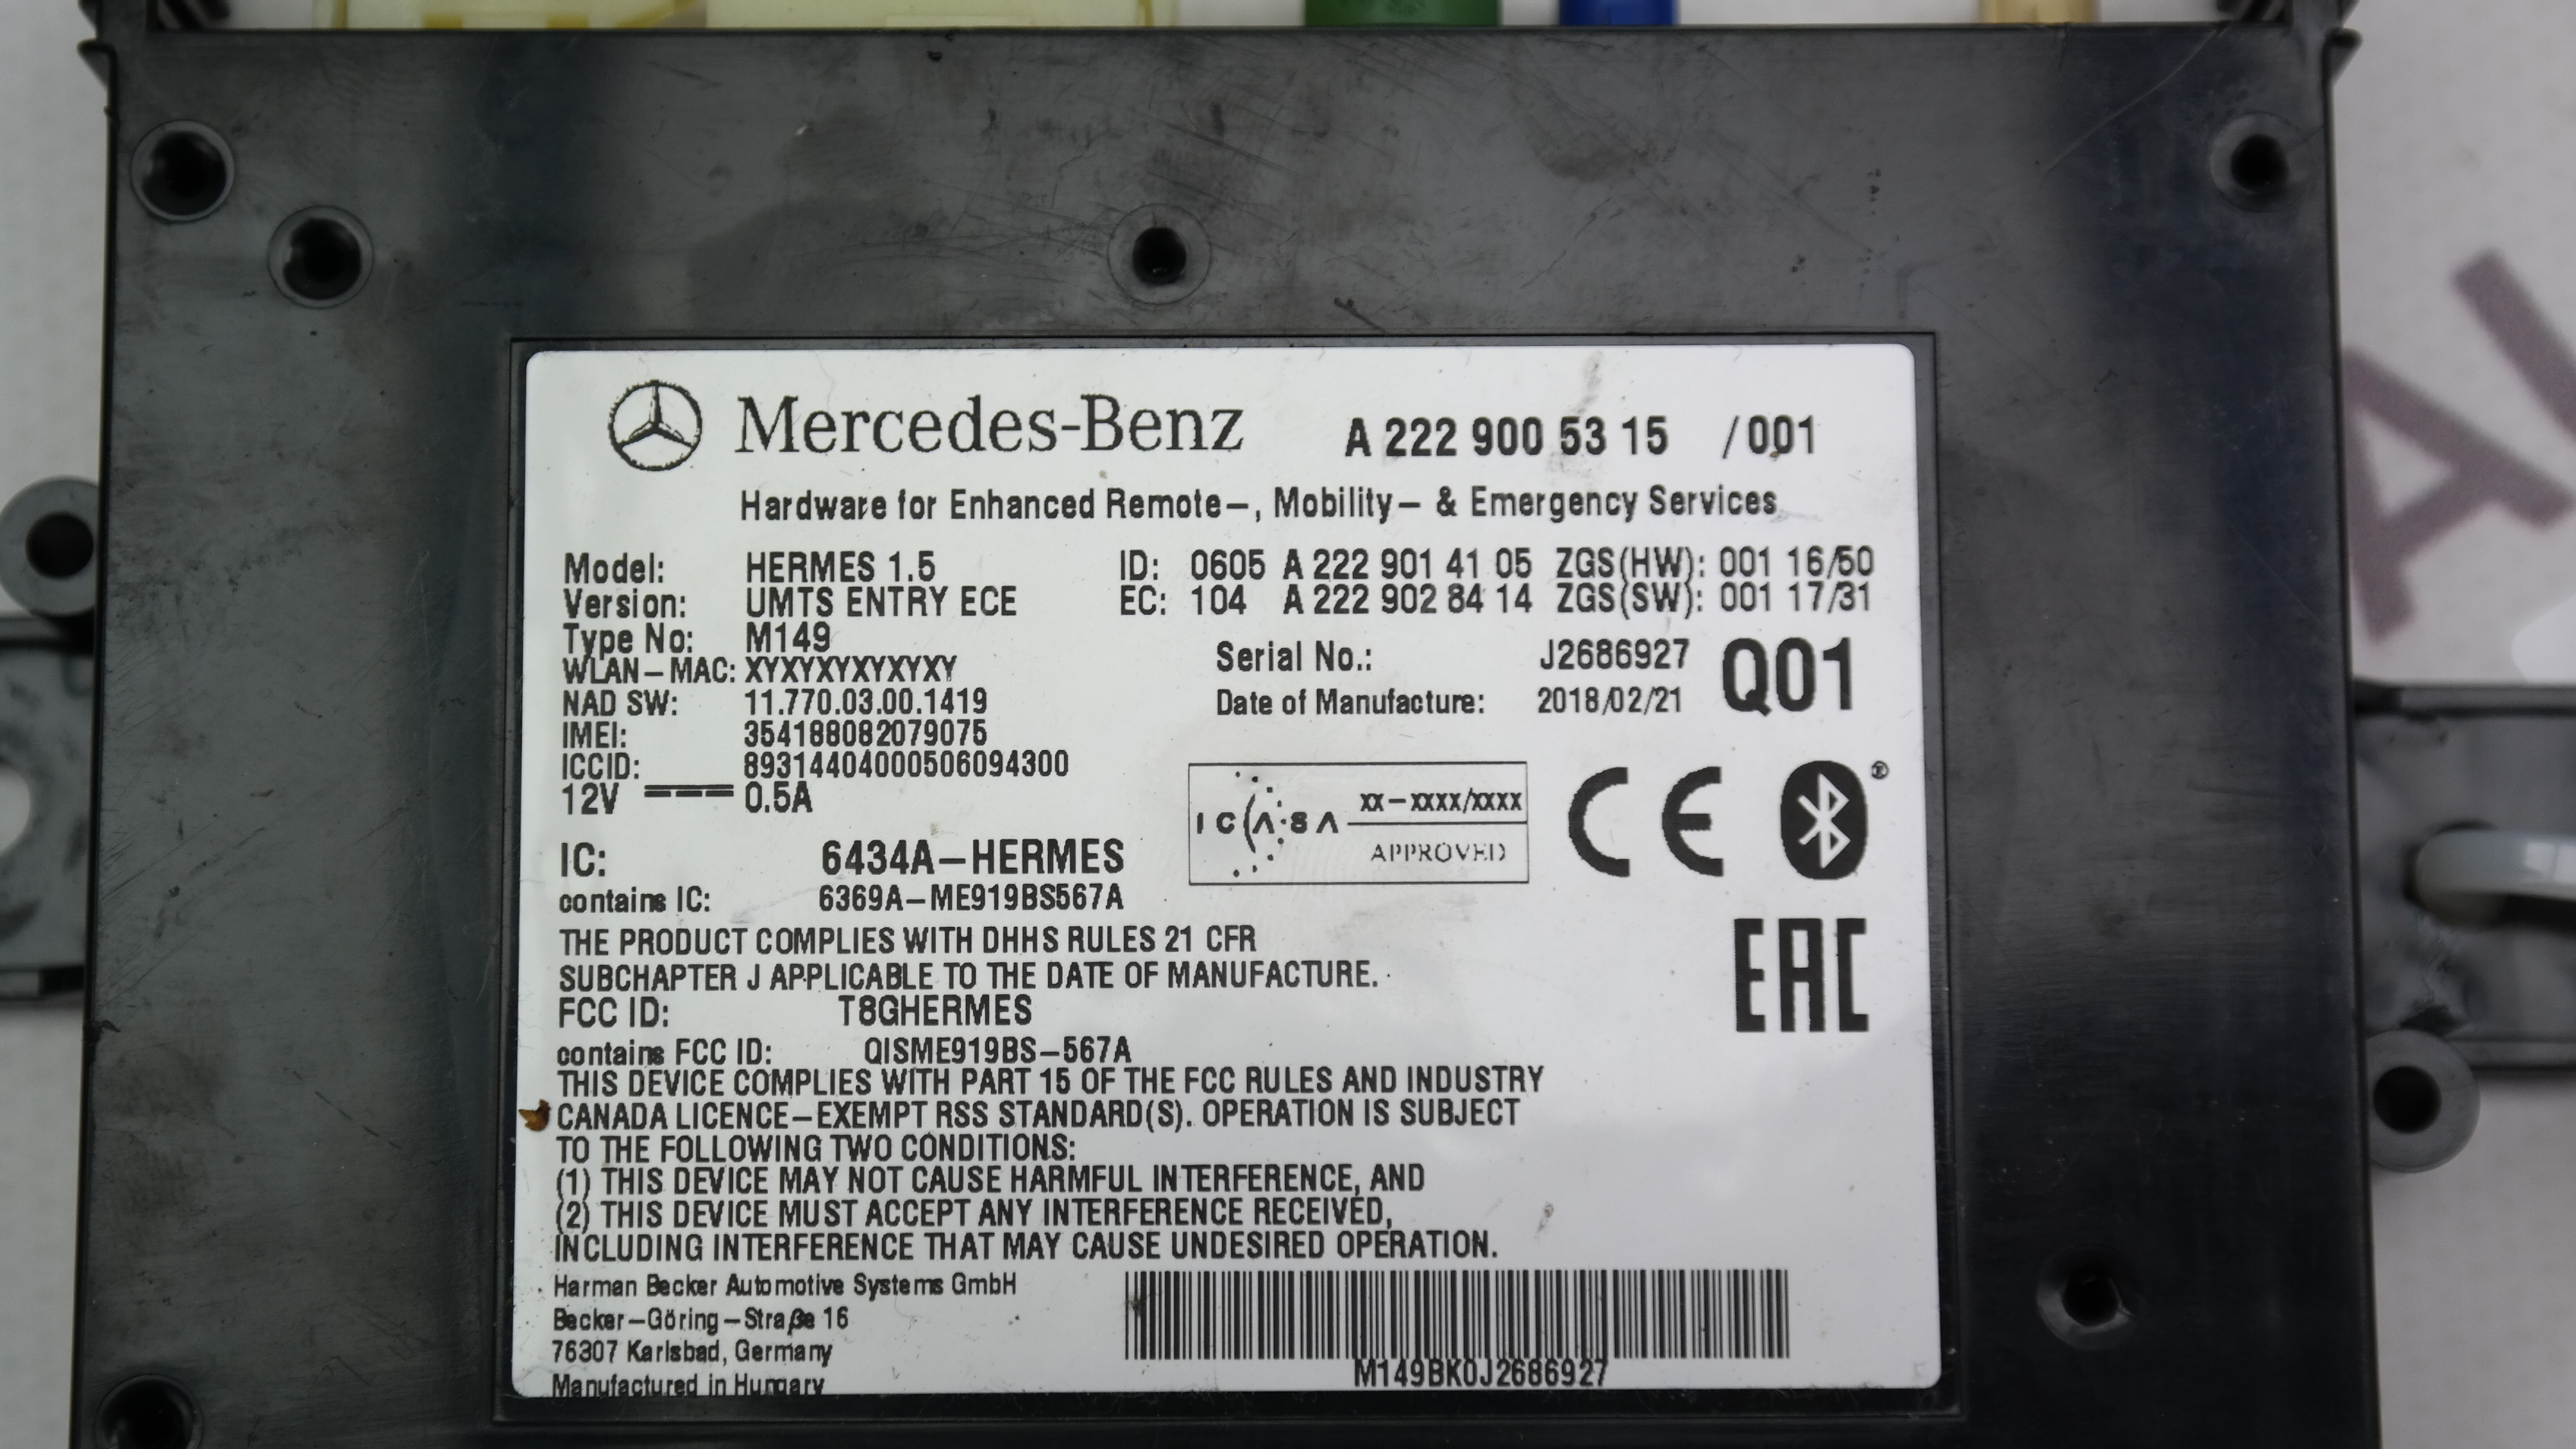 Mercedes-Benz A 222 900 53 15 /001
Hardware for Enhanced Remote-, Mobility- & Emergency Services
Model: HERMES 1.5 ID: 0605 A 222 901 41 05 ZGS(HW): 001 16/50
Version: UMTS ENTRY ECE EC: 104 A 222 902 84 14 ZGS(SW): 001 17/31
Type No: M149
Serial No.: J2686927 Q01
WLAN-MAC: XYXYXYXYXYXY
NAD SW: 11.770.03.00.1419
Date of Manufacture: 2018/02/21
IMEI: 354188082079075
ICCID: 89314404000506094300
12V 0.5A
ICASA XX-XXXX/XXXX
APPROVED
CE
IC: 6434A-HERMES
contains IC: 6369A-ME919BS567A
THE PRODUCT COMPLIES WITH DHHS RULES 21 CFR
SUBCHAPTER J APPLICABLE TO THE DATE OF MANUFACTURE.
EAC
FCC ID: T8GHERMES
contains FCC ID: QISME919BS-567A
THIS DEVICE COMPLIES WITH PART 15 OF THE FCC RULES AND INDUSTRY
CANADA LICENCE-EXEMPT RSS STANDARD(S). OPERATION IS SUBJECT
TO THE FOLLOWING TWO CONDITIONS:
(1) THIS DEVICE MAY NOT CAUSE HARMFUL INTERFERENCE, AND
(2) THIS DEVICE MUST ACCEPT ANY INTERFERENCE RECEIVED,
INCLUDING INTERFERENCE THAT MAY CAUSE UNDESIRED OPERATION.
Harman Becker Automotive Systems GmbH
Becker-Göring-Straße 16
76307 Karlsbad, Germany
Manufactured in Hungary
M149BK0J2686927